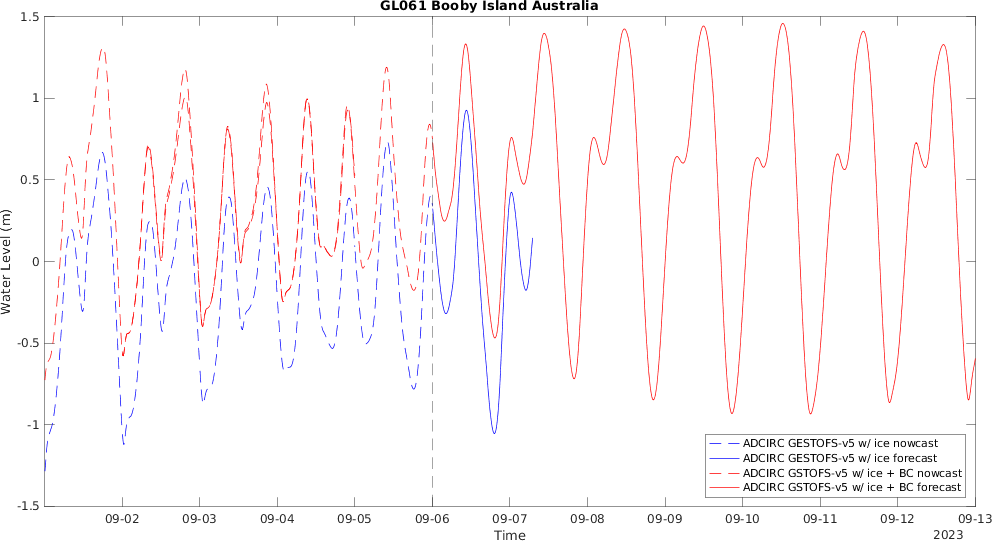 GL061 Booby Island Australia
1.5
1
0.5
0
-0.5
-1
-1.5
Water Level (m)
09-02 09-03 09-04 09-05 09-06 09-07 09-08 09-09 09-10 09-11 09-12 09-13
Time
2023
ADCIRC GESTOFS-v5 w/ ice nowcast
ADCIRC GESTOFS-v5 w/ ice forecast
ADCIRC GSTOFS-v5 w/ ice + BC nowcast
ADCIRC GSTOFS-v5 w/ ice + BC forecast